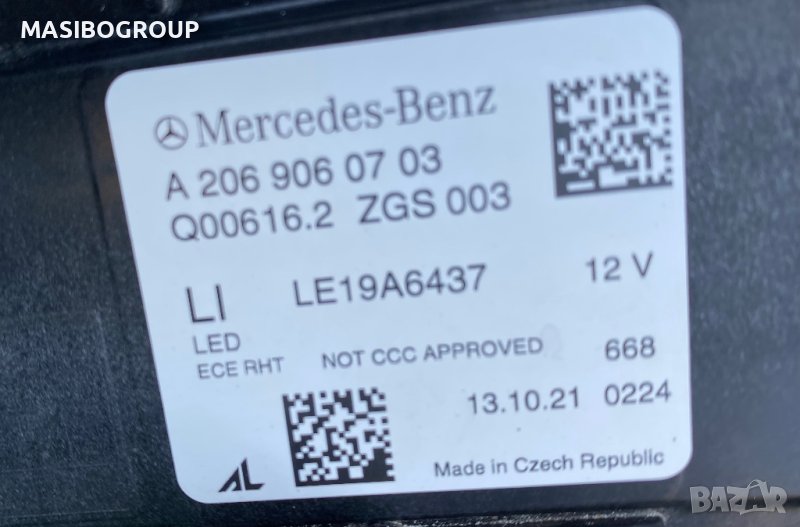 MASIBOGROUP
Mercedes-Benz
A 206 906 07 03
Q00616.2 ZGS 003
LI LE19A6437 12 V
LED
ECE RHT NOT CCC APPROVED 668
13.10.21 0224
AL Made in Czech Republic
BAZAR